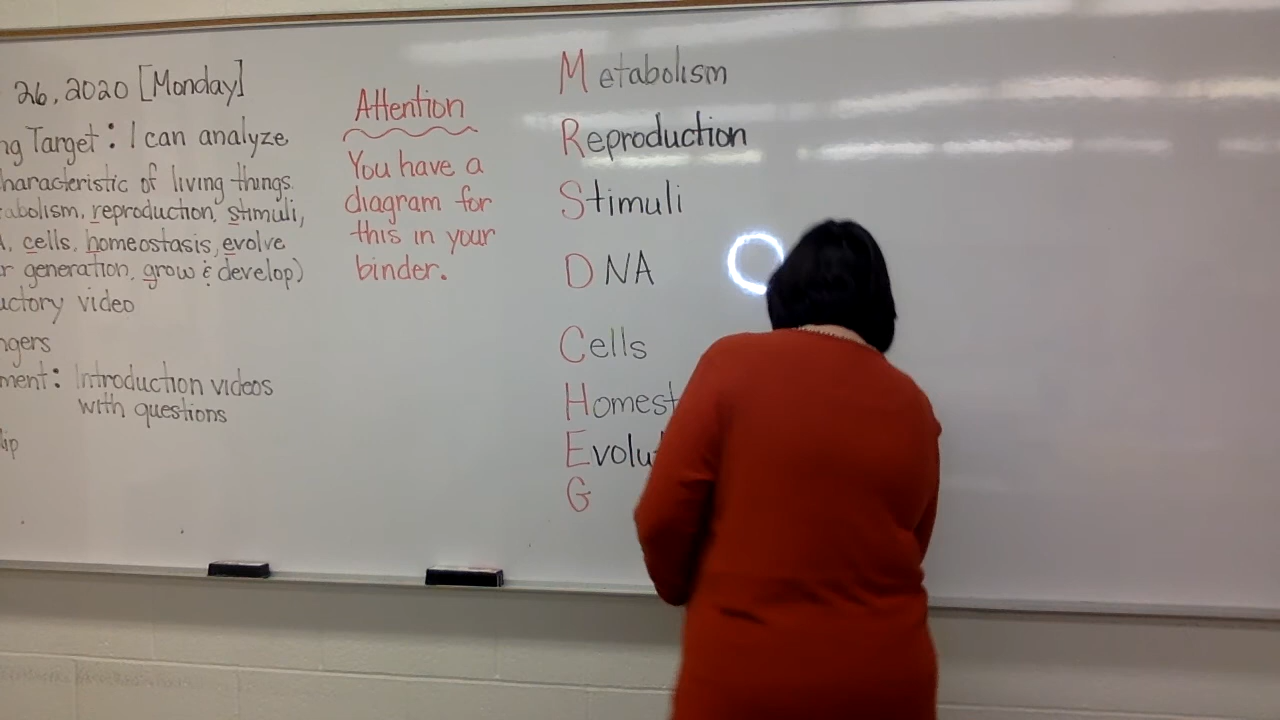 26, 2020 [Monday]
ng Target: I can analyze
haracteristic of living things.
abolism, reproduction, stimuli,
A, cells, homeostasis, evolve
r generation, grow & develop)
uctory video
ngers
ment: Introduction videos
with questions
lip
Attention
You have a
diagram for
this in your
binder.
Metabolism
Reproduction
Stimuli
DNA
Cells
Homest
Evolu
G